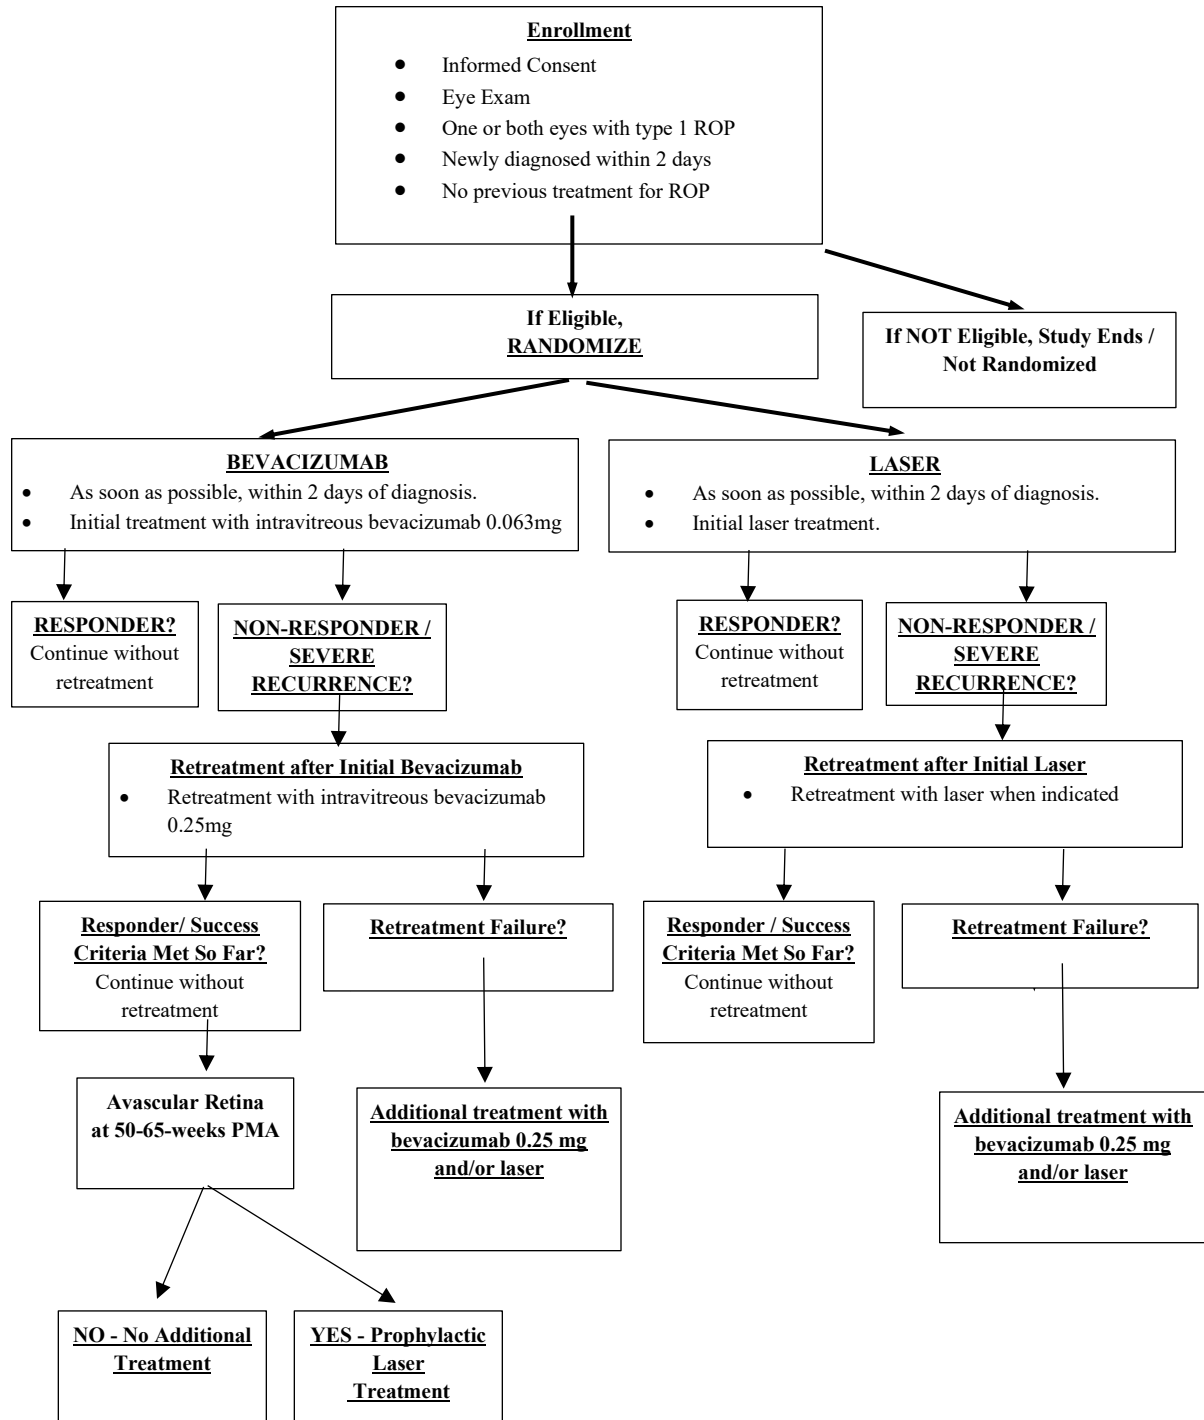 Enrollment
• Informed Consent
• Eye Exam
• One or both eyes with type 1 ROP
• Newly diagnosed within 2 days
• No previous treatment for ROP
If Eligible,
RANDOMIZE
If NOT Eligible, Study Ends /
Not Randomized
BEVACIZUMAB
• As soon as possible, within 2 days of diagnosis.
• Initial treatment with intravitreous bevacizumab 0.063mg
LASER
• As soon as possible, within 2 days of diagnosis.
• Initial laser treatment.
RESPONDER?
Continue without
retreatment
NON-RESPONDER /
SEVERE
RECURRENCE?
RESPONDER?
Continue without
retreatment
NON-RESPONDER /
SEVERE
RECURRENCE?
Retreatment after Initial Bevacizumab
• Retreatment with intravitreous bevacizumab
0.25mg
Retreatment after Initial Laser
• Retreatment with laser when indicated
Responder/ Success
Criteria Met So Far?
Continue without
retreatment
Retreatment Failure?
Responder / Success
Criteria Met So Far?
Continue without
retreatment
Retreatment Failure?
Avascular Retina
at 50-65-weeks PMA
Additional treatment with
bevacizumab 0.25 mg
and/or laser
Additional treatment with
bevacizumab 0.25 mg
and/or laser
NO - No Additional
Treatment
YES - Prophylactic
Laser
Treatment